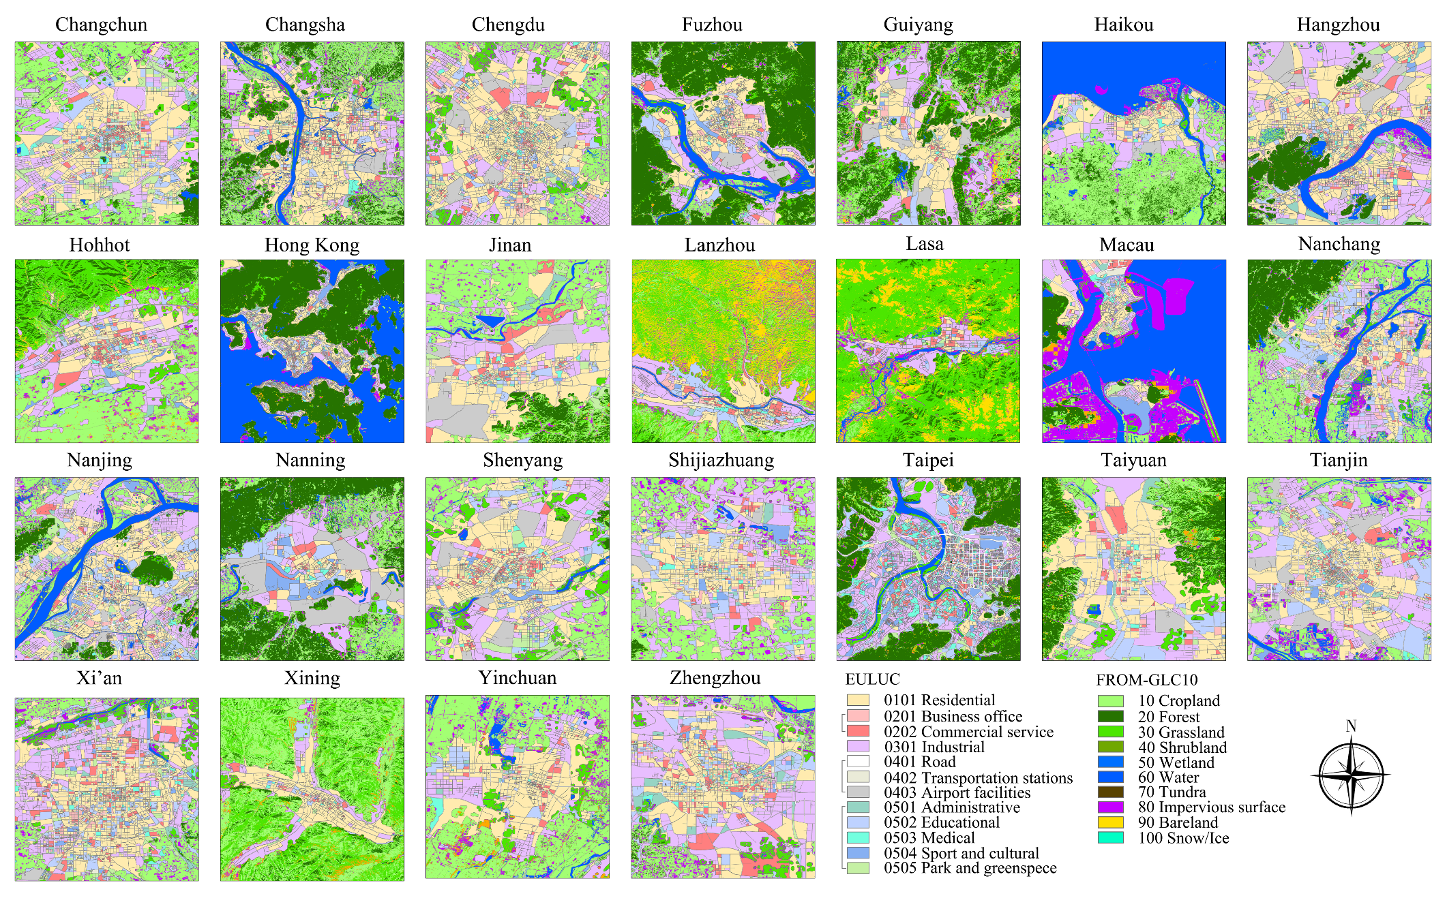 Changchun
Changsha
Chengdu
Fuzhou
Guiyang
Haikou
Hangzhou
Hohhot
Hong Kong
Jinan
Lanzhou
Lasa
Macau
Nanchang
Nanjing
Nanning
Shenyang
Shijiazhuang
Taipei
Taiyuan
Tianjin
Xi’an
Xining
Yinchuan
Zhengzhou
EULUC
0101 Residential
0201 Business office
0202 Commercial service
0301 Industrial
0401 Road
0402 Transportation stations
0403 Airport facilities
0501 Administrative
0502 Educational
0503 Medical
0504 Sport and cultural
0505 Park and greenspece
FROM-GLC10
10 Cropland
20 Forest
30 Grassland
40 Shrubland
50 Wetland
60 Water
70 Tundra
80 Impervious surface
90 Bareland
100 Snow/Ice
N